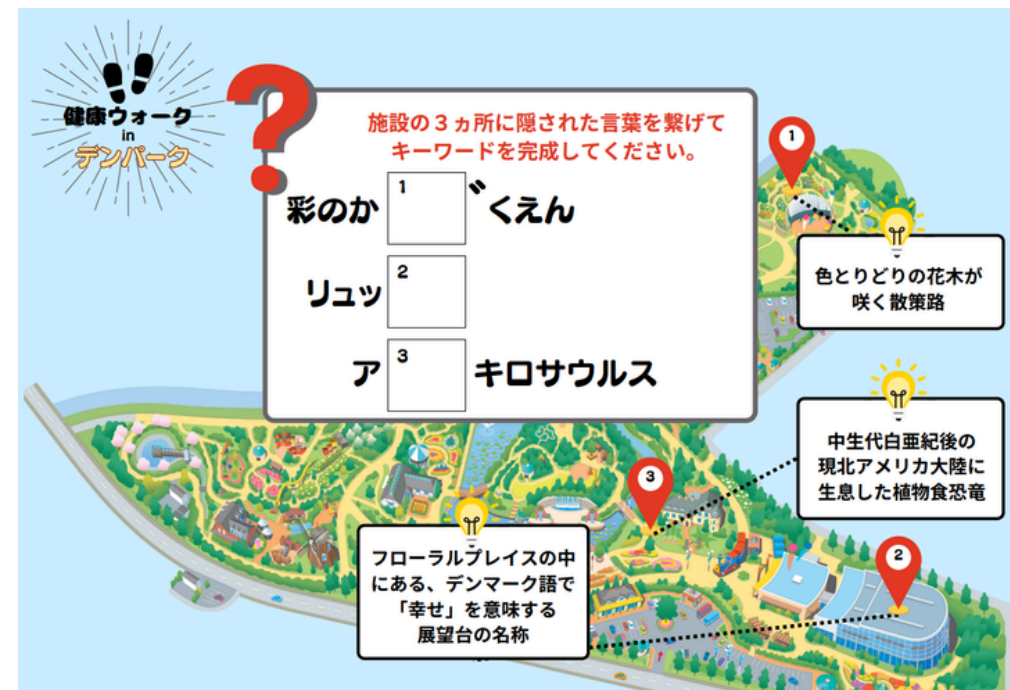 健康ウォーク
in
デンパーク
?
施設の3ヵ所に隠された言葉を繋げて
キーワードを完成してください。
彩のか 1 ゛くえん
リュッ 2
ア 3 キロサウルス
1
色とりどりの花木が
咲く散策路
中生代白亜紀後の
現北アメリカ大陸に
生息した植物食恐竜
3
2
フローラルプレイスの中
にある、デンマーク語で
「幸せ」を意味する
展望台の名称